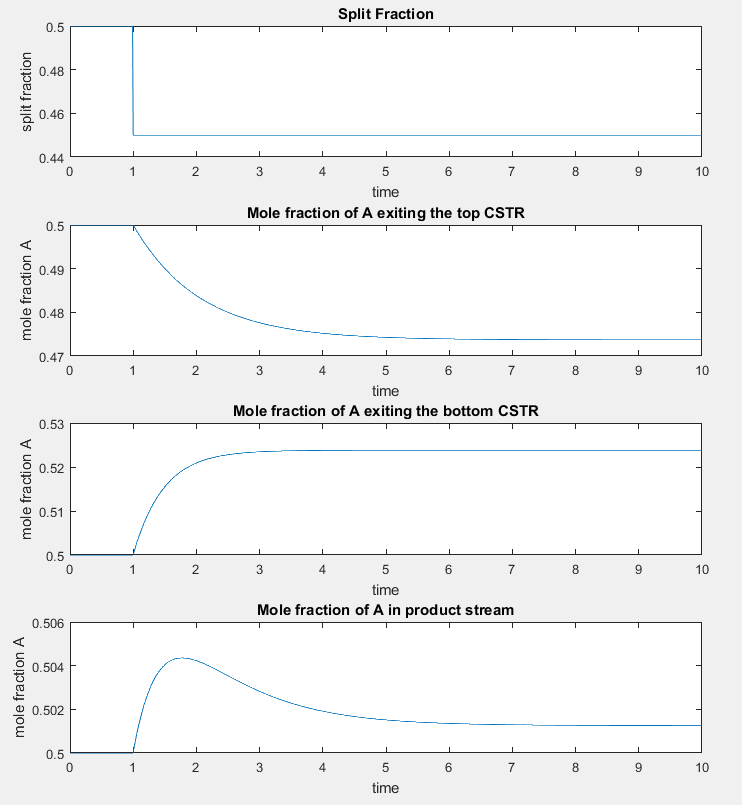 Split Fraction
split fraction
0.5
0.48
0.46
0.44
0 1 2 3 4 5 6 7 8 9 10
time
Mole fraction of A exiting the top CSTR
mole fraction A
0.5
0.49
0.48
0.47
0 1 2 3 4 5 6 7 8 9 10
time
Mole fraction of A exiting the bottom CSTR
mole fraction A
0.53
0.52
0.51
0.5
0 1 2 3 4 5 6 7 8 9 10
time
Mole fraction of A in product stream
mole fraction A
0.506
0.504
0.502
0.5
0 1 2 3 4 5 6 7 8 9 10
time